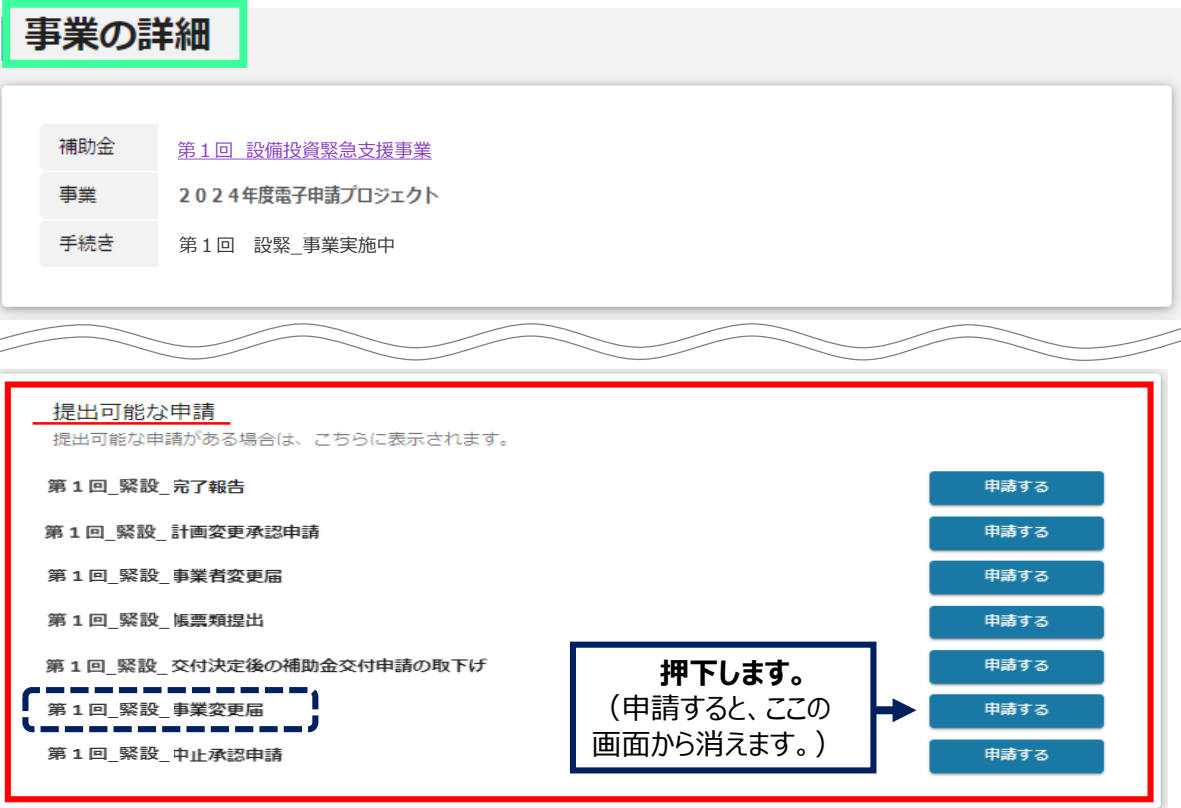 事業の詳細
補助金 第1回 設備投資緊急支援事業
事業 2024年度電子申請プロジェクト
手続き 第1回 設緊_事業実施中
提出可能な申請
提出可能な申請がある場合は、こちらに表示されます。
第1回_緊設_完了報告 申請する
第1回_緊設_計画変更承認申請 申請する
第1回_緊設_事業者変更届 申請する
第1回_緊設_帳票類提出 申請する
第1回_緊設_交付決定後の補助金交付申請の取下げ 申請する
第1回_緊設_事業変更届 申請する
第1回_緊設_中止承認申請 申請する
押下します。
（申請すると、ここの
画面から消えます。）